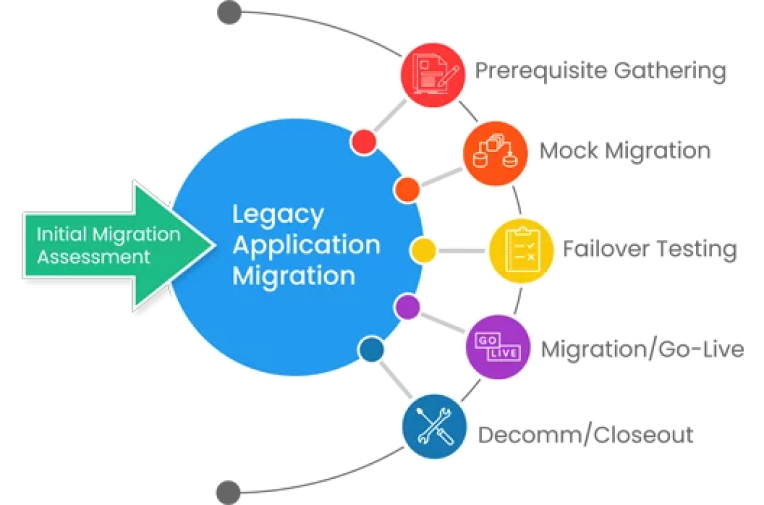 Prerequisite Gathering
Mock Migration
Initial Migration
Assessment
Legacy
Application
Migration
Failover Testing
GO
LIVE
Migration/Go-Live
Decomm/Closeout